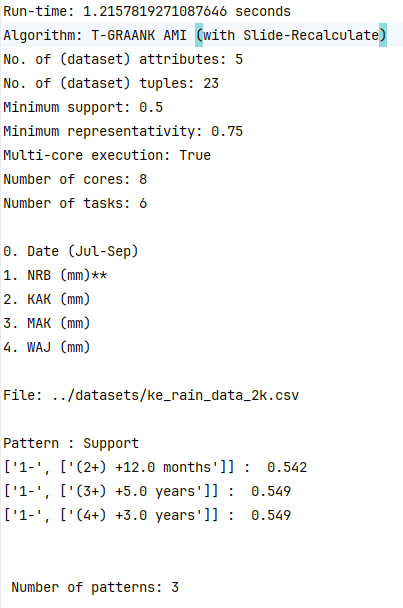 Run-time: 1.2157819271087646 seconds
Algorithm: T-GRAANK AMI (with Slide-Recalculate)
No. of (dataset) attributes: 5
No. of (dataset) tuples: 23
Minimum support: 0.5
Minimum representativity: 0.75
Multi-core execution: True
Number of cores: 8
Number of tasks: 6
0. Date (Jul-Sep)
1. NRB (mm)**
2. KAK (mm)
3. MAK (mm)
4. WAJ (mm)
File: ../datasets/ke_rain_data_2k.csv
Pattern : Support
['1-', ['(2+) +12.0 months']] :  0.542
['1-', ['(3+) +5.0 years']] :  0.549
['1-', ['(4+) +3.0 years']] :  0.549
Number of patterns: 3